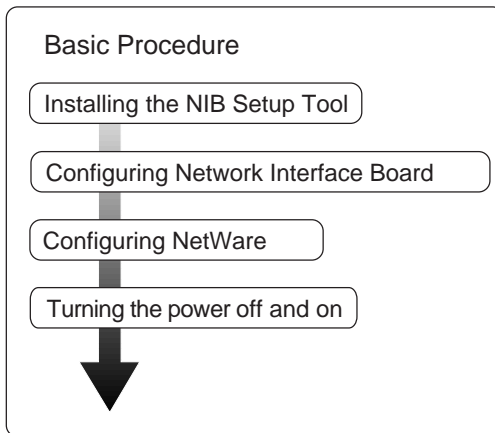 Basic Procedure
Installing the NIB Setup Tool
Configuring Network Interface Board
Configuring NetWare
Turning the power off and on